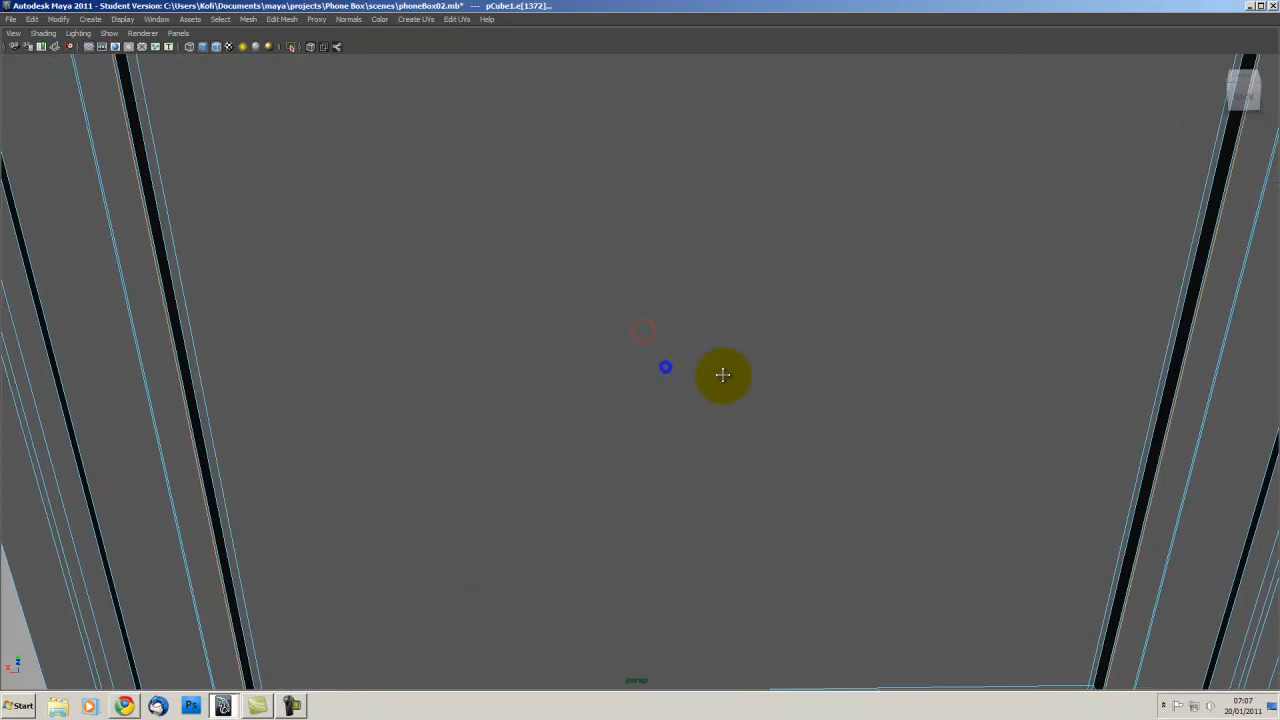 Autodesk Maya 2011 - Student Version: C:\Users\Kofi\Documents\maya\projects\Phone Box\scenes\phoneBox02.mb* --- pCube1.e[1372]...
File Edit Modify Create Display Window Assets Select Mesh Edit Mesh Proxy Normals Color Create UVs Edit UVs Help
View Shading Lighting Show Renderer Panels
persp
Start
Ps
07:07
20/01/2011